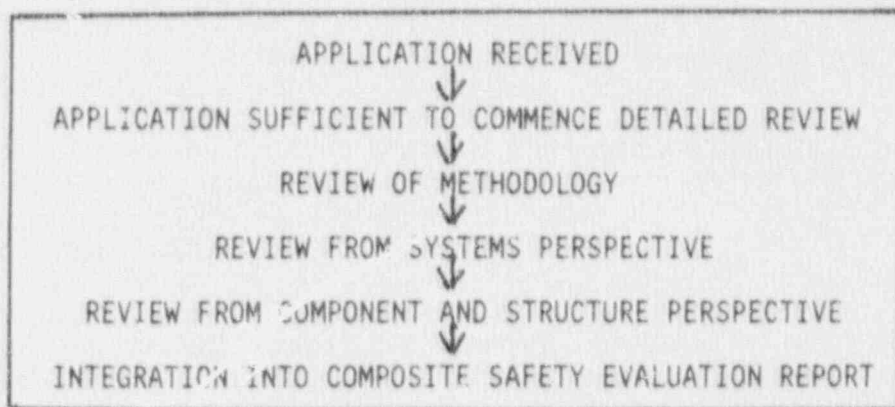 APPLICATION RECEIVED
APPLICATION SUFFICIENT TO COMMENCE DETAILED REVIEW
REVIEW OF METHODOLOGY
REVIEW FROM SYSTEMS PERSPECTIVE
REVIEW FROM COMPONENT AND STRUCTURE PERSPECTIVE
INTEGRATION INTO COMPOSITE SAFETY EVALUATION REPORT